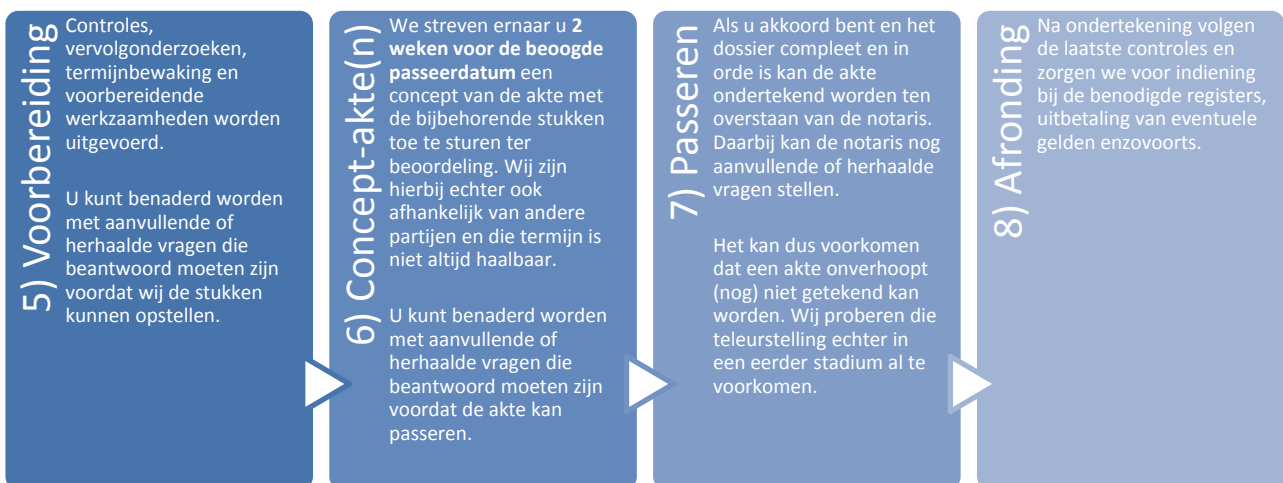 5) Voorbereiding
Controles,
vervolgonderzoeken,
termijnbewaking en
voorbereidende
werkzaamheden worden
uitgevoerd.
U kunt benaderd worden
met aanvullende of
herhaalde vragen die
beantwoord moeten zijn
voordat wij de stukken
kunnen opstellen.
6) Concept-akte(n)
We streven ernaar u 2
weken voor de beoogde
passeerdatum een
concept van de akte met
de bijbehorende stukken
toe te sturen ter
beoordeling. Wij zijn
hierbij echter ook
afhankelijk van andere
partijen en die termijn is
niet altijd haalbaar.
U kunt benaderd worden
met aanvullende of
herhaalde vragen die
beantwoord moeten zijn
voordat de akte kan
passeren.
7) Passeren
Als u akkoord bent en het
dossier compleet en in
orde is kan de akte
ondertekend worden ten
overstaan van de notaris.
Daarbij kan de notaris nog
aanvullende of herhaalde
vragen stellen.
Het kan dus voorkomen
dat een akte onverhoopt
(nog) niet getekend kan
worden. Wij proberen die
teleurstelling echter in
een eerder stadium al te
voorkomen.
8) Afronding
Na ondertekening volgen
de laatste controles en
zorgen we voor indiening
bij de benodigde registers,
uitbetaling van eventuele
gelden enzovoorts.